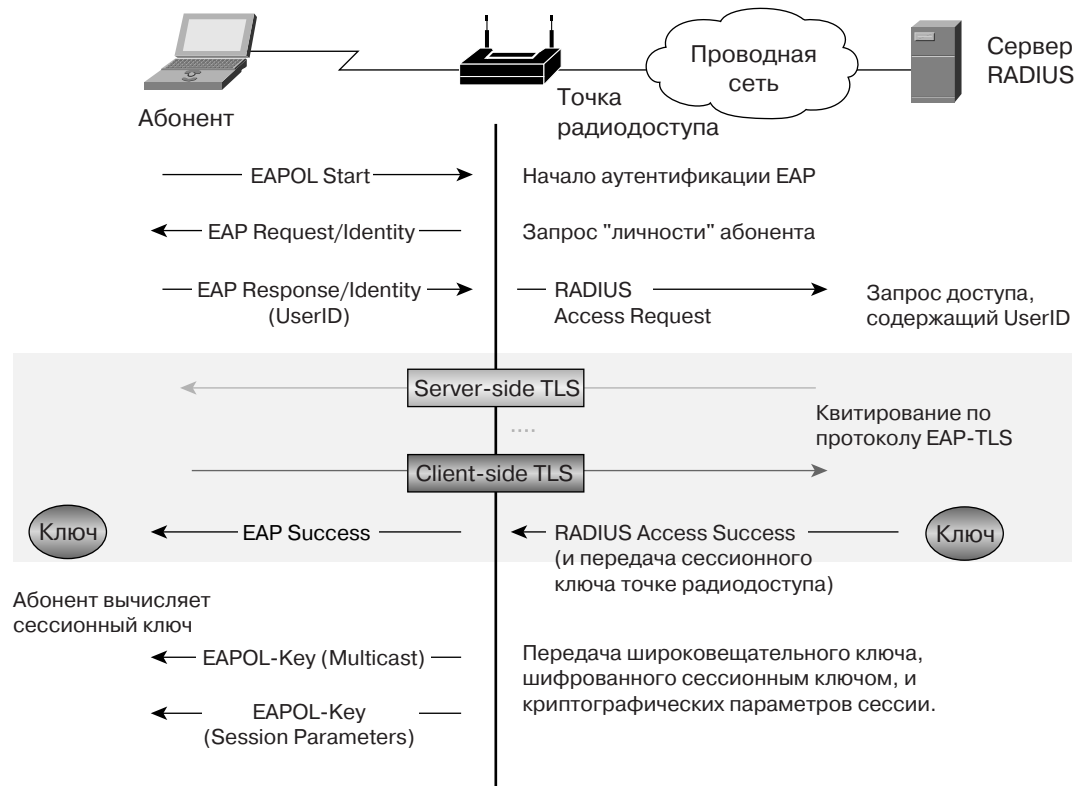 Проводная
сеть
Сервер
RADIUS
Абонент
Точка
радиодоступа
EAPOL Start
Начало аутентификации EAP
EAP Request/Identity
Запрос "личности" абонента
EAP Response/Identity
(UserID)
RADIUS
Access Request
Запрос доступа,
содержащий UserID
Server-side TLS
....
Квитирование по
протоколу EAP-TLS
Client-side TLS
Ключ
EAP Success
RADIUS Access Success
(и передача сессионного
ключа точке радиодоступа)
Ключ
Абонент вычисляет
сессионный ключ
EAPOL-Key (Multicast)
Передача широковещательного ключа,
шифрованного сессионным ключом, и
криптографических параметров сессии.
EAPOL-Key
(Session Parameters)